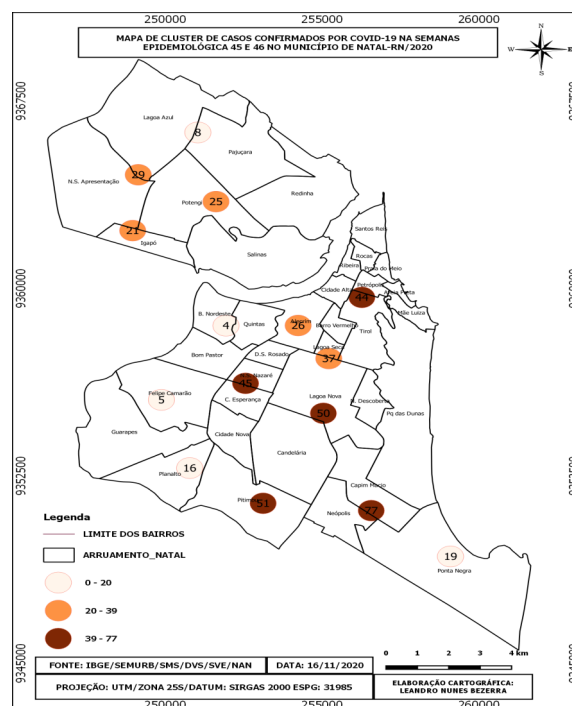 250000 255000 260000
MAPA DE CLUSTER DE CASOS CONFIRMADOS POR COVID-19 NA SEMANAS
EPIDEMIOLÓGICA 45 E 46 NO MUNICÍPIO DE NATAL-RN/2020
N
W E
S
9367500
Lagoa Azul
8
Pajuçara
29
N.S. Apresentação
25
Potengi
Redinha
21
Igapó
Salinas
Santos Reis
Rocas
Ribeira
Praia do Meio
Petrópolis
Cidade Alta
Areia Preta
44
Mãe Luiza
9360000
B. Nordeste
4
Quintas
26
Alecrim
Barro Vermelho
Tirol
Lagoa Seca
37
Bom Pastor
D.S. Rosado
N.S. Nazaré
45
Felipe Camarão
5
C. Esperança
Lagoa Nova
N. Descoberta
50
Pq das Dunas
Guarapes
Cidade Nova
Candelária
16
Planalto
9352500
Capim Macio
Pitimbu
51
Neópolis
77
19
Ponta Negra
Legenda
LIMITE DOS BAIRROS
ARRUAMENTO_NATAL
0 - 20
20 - 39
39 - 77
0 1 2 3 4 km
9345000
FONTE: IBGE/SEMURB/SMS/DVS/SVE/NAN
DATA: 16/11/2020
PROJEÇÃO: UTM/ZONA 25S/DATUM: SIRGAS 2000 ESPG: 31985
ELABORAÇÃO CARTOGRÁFICA:
LEANDRO NUNES BEZERRA
250000 255000 260000